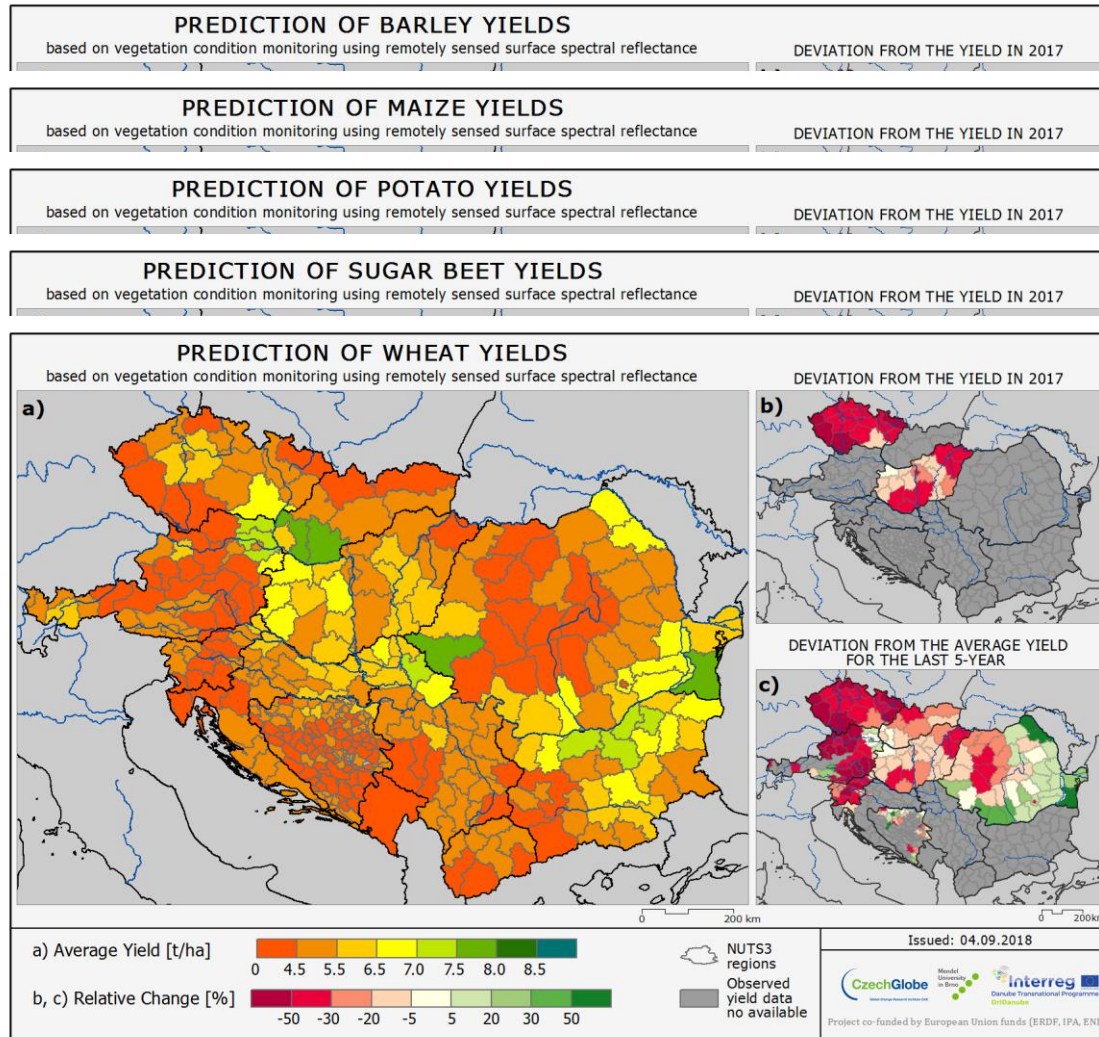 PREDICTION OF BARLEY YIELDS
based on vegetation condition monitoring using remotely sensed surface spectral reflectance
DEVIATION FROM THE YIELD IN 2017
PREDICTION OF MAIZE YIELDS
based on vegetation condition monitoring using remotely sensed surface spectral reflectance
DEVIATION FROM THE YIELD IN 2017
PREDICTION OF POTATO YIELDS
based on vegetation condition monitoring using remotely sensed surface spectral reflectance
DEVIATION FROM THE YIELD IN 2017
PREDICTION OF SUGAR BEET YIELDS
based on vegetation condition monitoring using remotely sensed surface spectral reflectance
DEVIATION FROM THE YIELD IN 2017
PREDICTION OF WHEAT YIELDS
based on vegetation condition monitoring using remotely sensed surface spectral reflectance
DEVIATION FROM THE YIELD IN 2017
a)
b)
DEVIATION FROM THE AVERAGE YIELD
FOR THE LAST 5-YEAR
c)
0 200 km
0 200km
a) Average Yield [t/ha]
0 4.5 5.5 6.5 7.0 7.5 8.0 8.5
b, c) Relative Change [%]
-50 -30 -20 -5 5 20 30 50
NUTS3
regions
Observed
yield data
no available
Issued: 04.09.2018
CzechGlobe
Mendel
University
in Brno
Interreg
Danube Transnational Programme
DriDanube
Project co-funded by European Union funds (ERDF, IPA, ENI